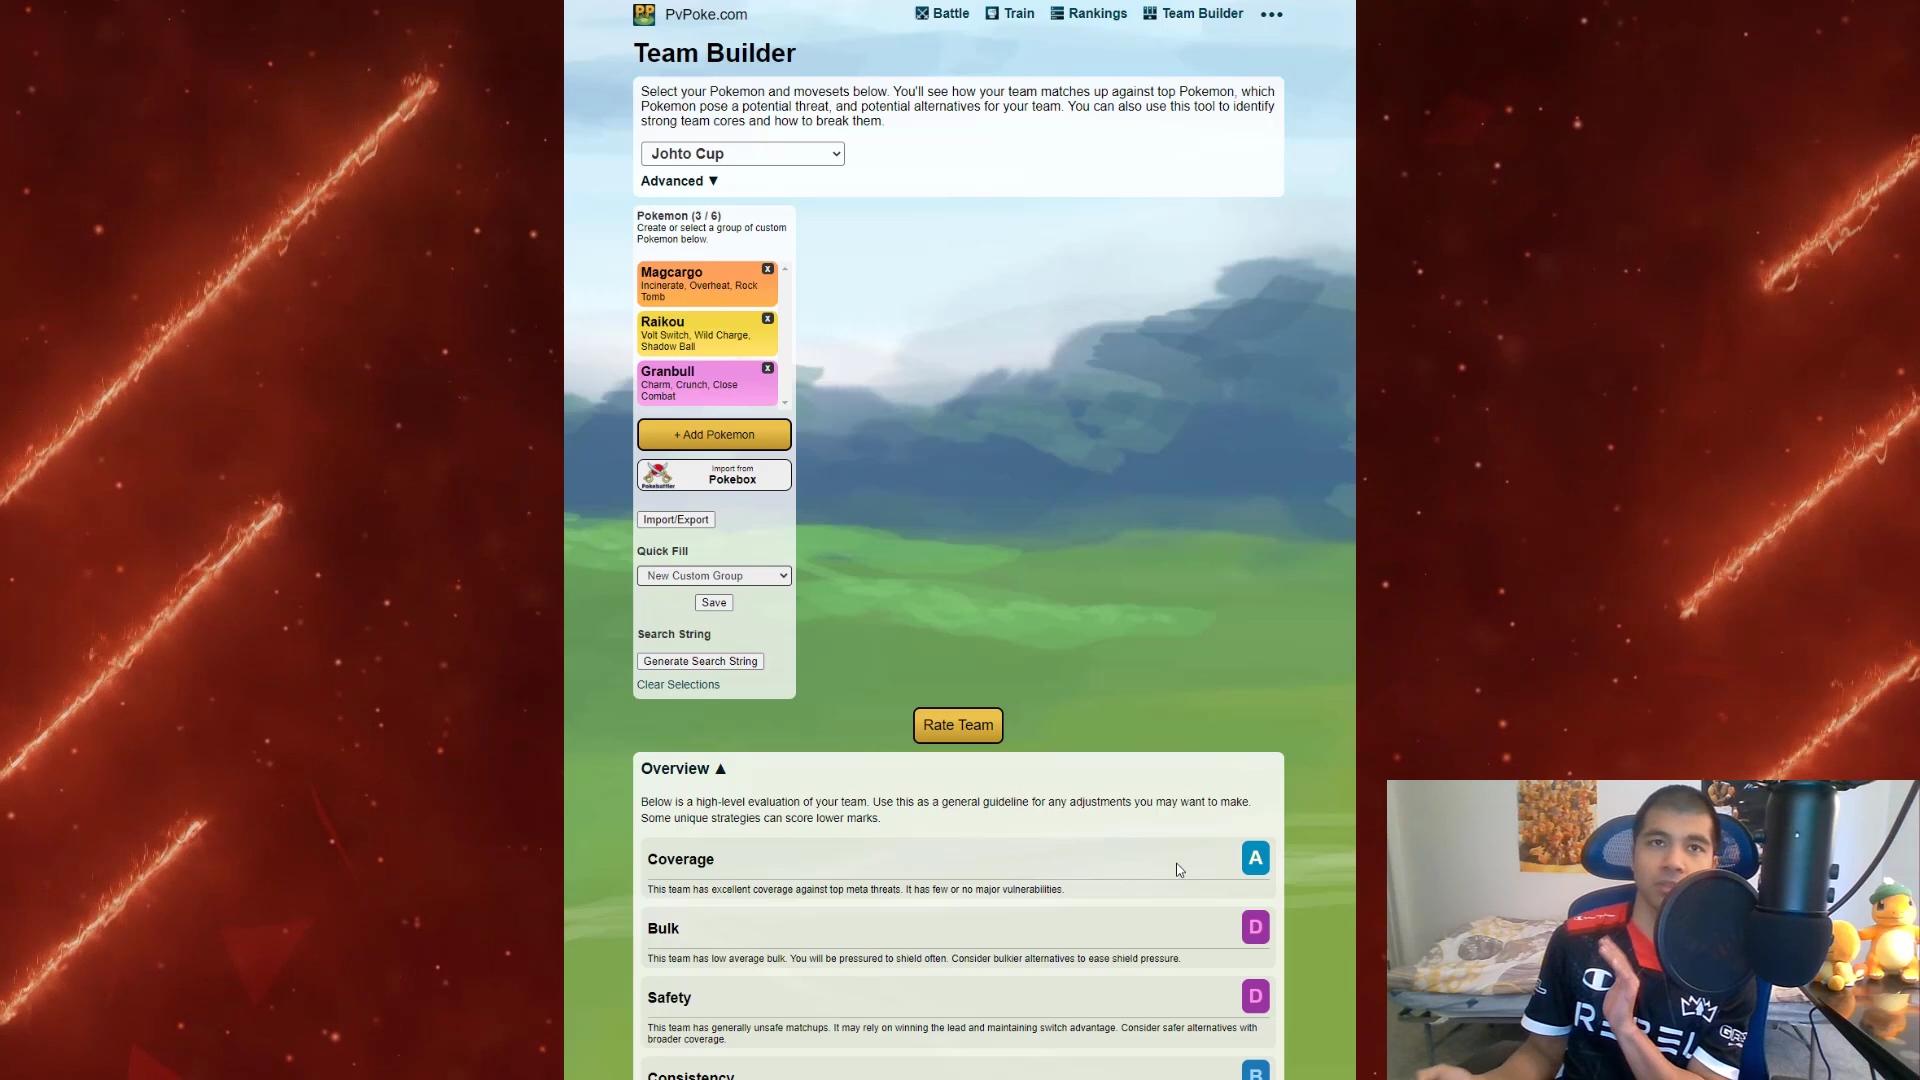 PvPoke.com
Battle
Train
Rankings
Team Builder
Team Builder
Select your Pokemon and movesets below. You'll see how your team matches up against top Pokemon, which
Pokemon pose a potential threat, and potential alternatives for your team. You can also use this tool to identify
strong team cores and how to break them.
Johto Cup
Advanced ▼
Pokemon (3 / 6)
Create or select a group of custom
Pokemon below.
Magcargo
X
Incinerate, Overheat, Rock
Tomb
Raikou
X
Volt Switch, Wild Charge,
Shadow Ball
Granbull
X
Charm, Crunch, Close
Combat
+ Add Pokemon
Import from
Pokebox
Pokebattler
Import/Export
Quick Fill
New Custom Group
Save
Search String
Generate Search String
Clear Selections
Rate Team
Overview ▲
Below is a high-level evaluation of your team. Use this as a general guideline for any adjustments you may want to make.
Some unique strategies can score lower marks.
Coverage
A
This team has excellent coverage against top meta threats. It has few or no major vulnerabilities.
Bulk
D
This team has low average bulk. You will be pressured to shield often. Consider bulkier alternatives to ease shield pressure.
Safety
D
This team has generally unsafe matchups. It may rely on winning the lead and maintaining switch advantage. Consider safer alternatives with
broader coverage.
Consistency
B